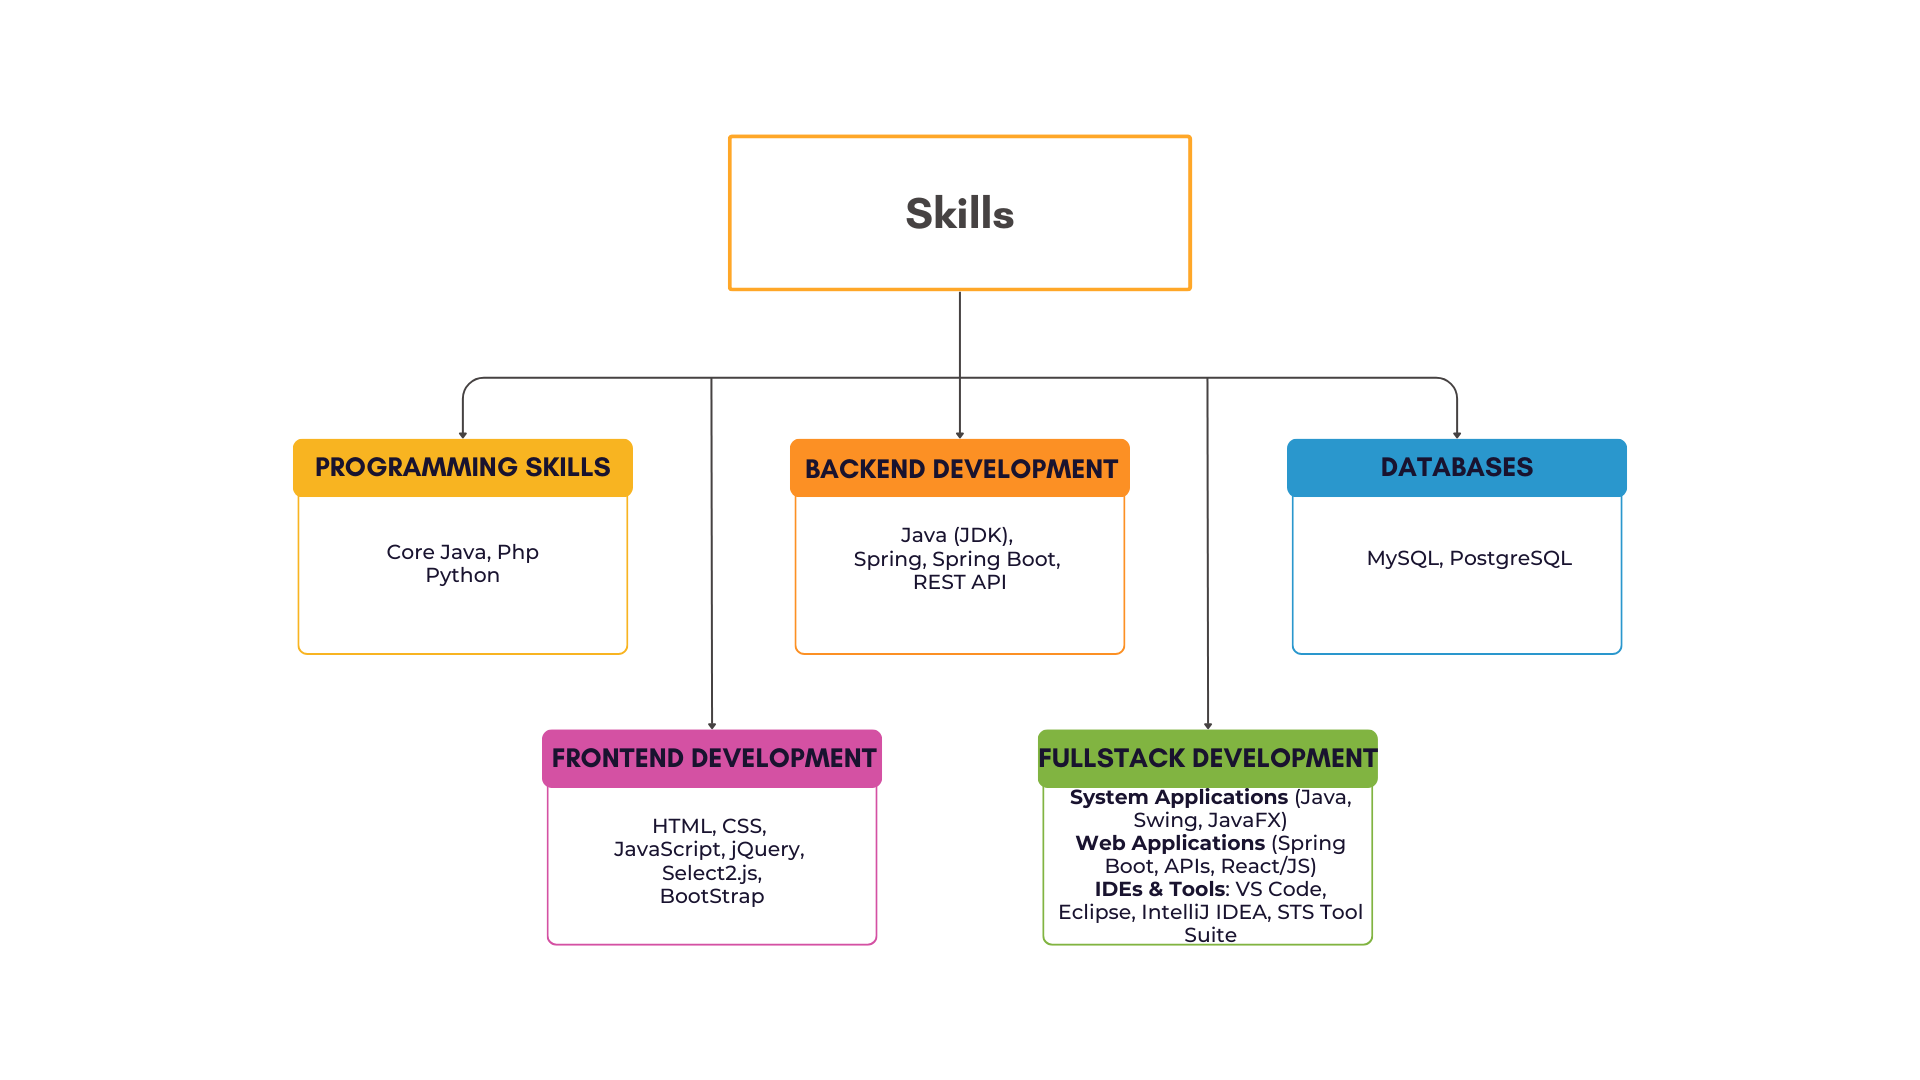 Skills
PROGRAMMING SKILLS
Core Java, Php
Python
BACKEND DEVELOPMENT
Java (JDK),
Spring, Spring Boot,
REST API
DATABASES
MySQL, PostgreSQL
FRONTEND DEVELOPMENT
HTML, CSS,
JavaScript, jQuery,
Select2.js,
BootStrap
FULLSTACK DEVELOPMENT
System Applications (Java,
Swing, JavaFX)
Web Applications (Spring
Boot, APIs, React/JS)
IDEs & Tools: VS Code,
Eclipse, IntelliJ IDEA, STS Tool
Suite